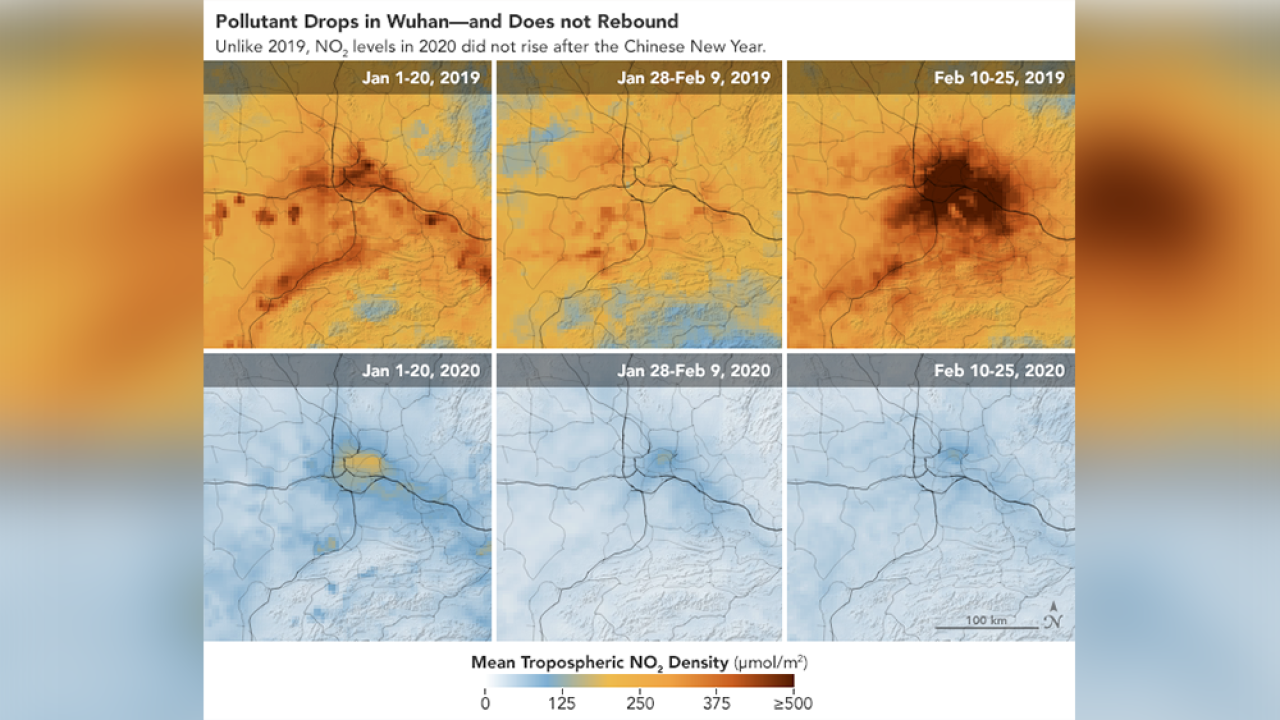 Pollutant Drops in Wuhan—and Does not Rebound
Unlike 2019, NO₂ levels in 2020 did not rise after the Chinese New Year.
Jan 1-20, 2019
Jan 28-Feb 9, 2019
Feb 10-25, 2019
Jan 1-20, 2020
Jan 28-Feb 9, 2020
Feb 10-25, 2020
100 km
N
Mean Tropospheric NO₂ Density (μmol/m²)
0 125 250 375 ≥500